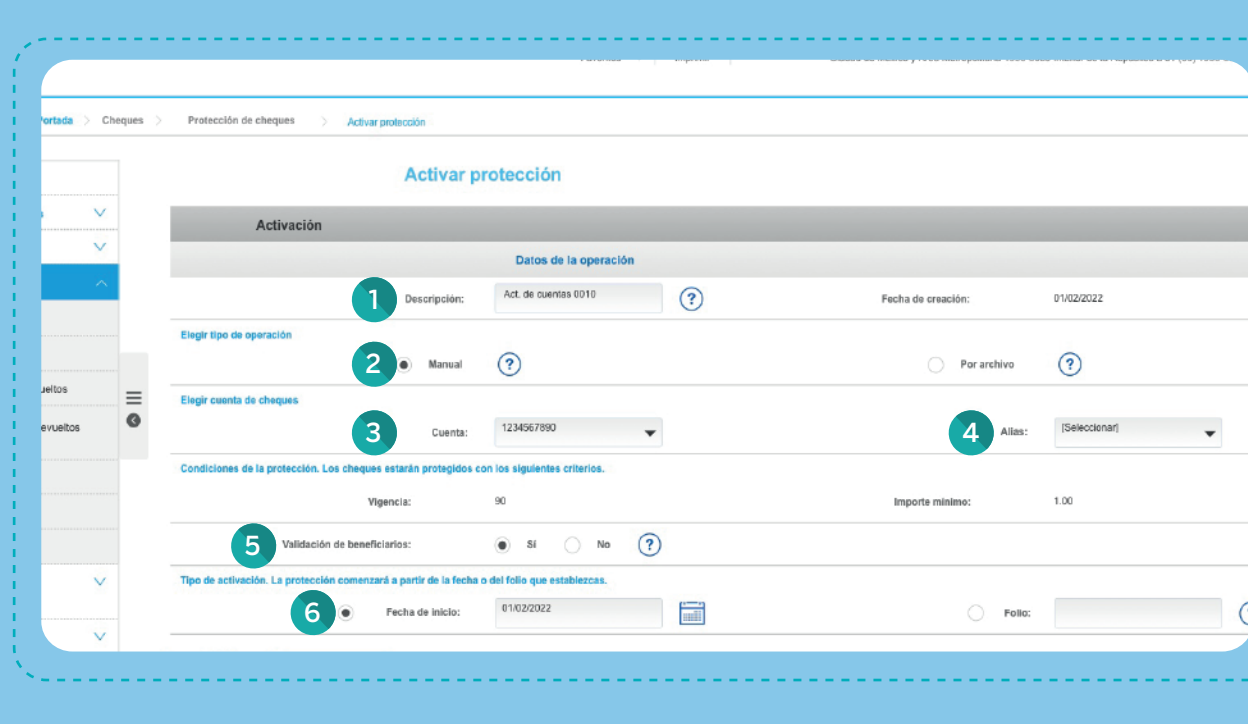 Portada > Cheques > Protección de cheques > Activar protección
Activar protección
Activación
Datos de la operación
1 Descripción: Act. de cuentas 0010 ? Fecha de creación: 01/02/2022
Elegir tipo de operación
2 Manual ? Por archivo ?
Elegir cuenta de cheques
ueltos
evueltos
3 Cuenta: 1234567890 4 Alias: [Seleccionar]
Condiciones de la protección. Los cheques estarán protegidos con los siguientes criterios.
Vigencia: 90 Importe mínimo: 1.00
5 Validación de beneficiarios: Sí No ?
Tipo de activación. La protección comenzará a partir de la fecha o del folio que establezcas.
6 Fecha de inicio: 01/02/2022 Folio: